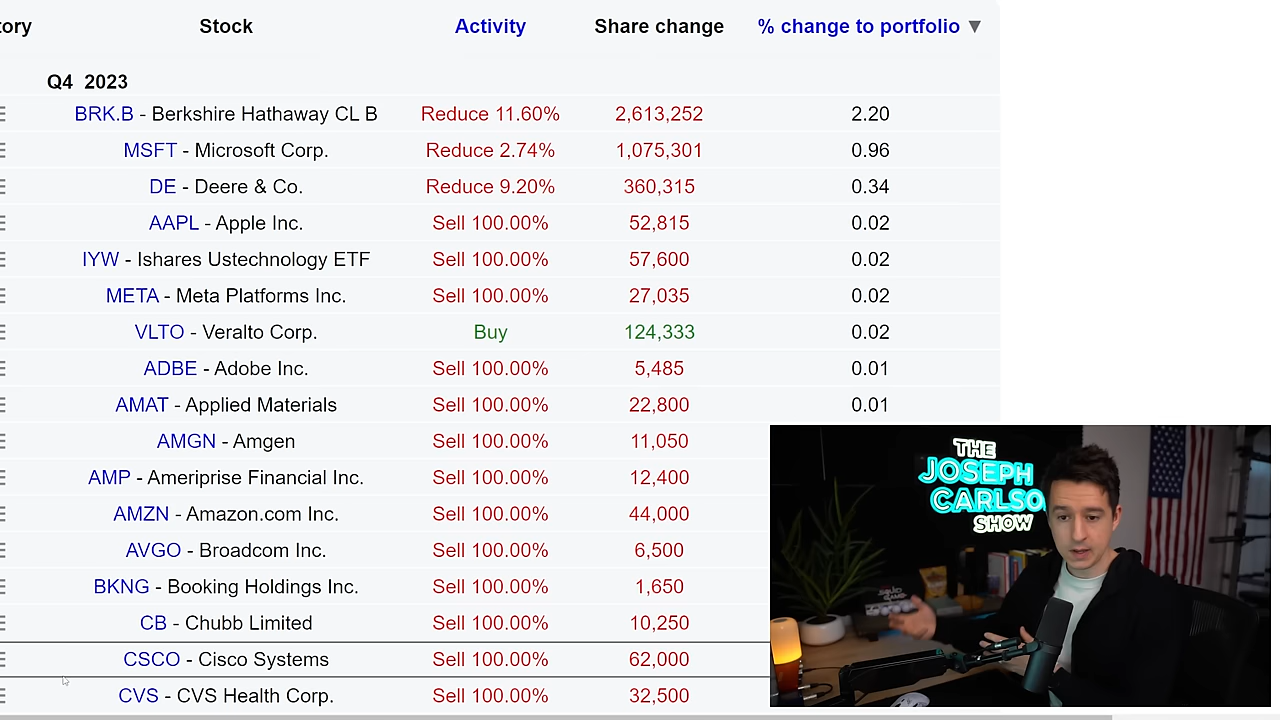 tory Stock Activity Share change % change to portfolio ▼
Q4 2023
BRK.B - Berkshire Hathaway CL B Reduce 11.60% 2,613,252 2.20
MSFT - Microsoft Corp. Reduce 2.74% 1,075,301 0.96
DE - Deere & Co. Reduce 9.20% 360,315 0.34
AAPL - Apple Inc. Sell 100.00% 52,815 0.02
IYW - Ishares Ustechnology ETF Sell 100.00% 57,600 0.02
META - Meta Platforms Inc. Sell 100.00% 27,035 0.02
VLTO - Veralto Corp. Buy 124,333 0.02
ADBE - Adobe Inc. Sell 100.00% 5,485 0.01
AMAT - Applied Materials Sell 100.00% 22,800 0.01
AMGN - Amgen Sell 100.00% 11,050
AMP - Ameriprise Financial Inc. Sell 100.00% 12,400
AMZN - Amazon.com Inc. Sell 100.00% 44,000
AVGO - Broadcom Inc. Sell 100.00% 6,500
BKNG - Booking Holdings Inc. Sell 100.00% 1,650
CB - Chubb Limited Sell 100.00% 10,250
CSCO - Cisco Systems Sell 100.00% 62,000
CVS - CVS Health Corp. Sell 100.00% 32,500
THE
JOSEPH
CARLSO
SHOW